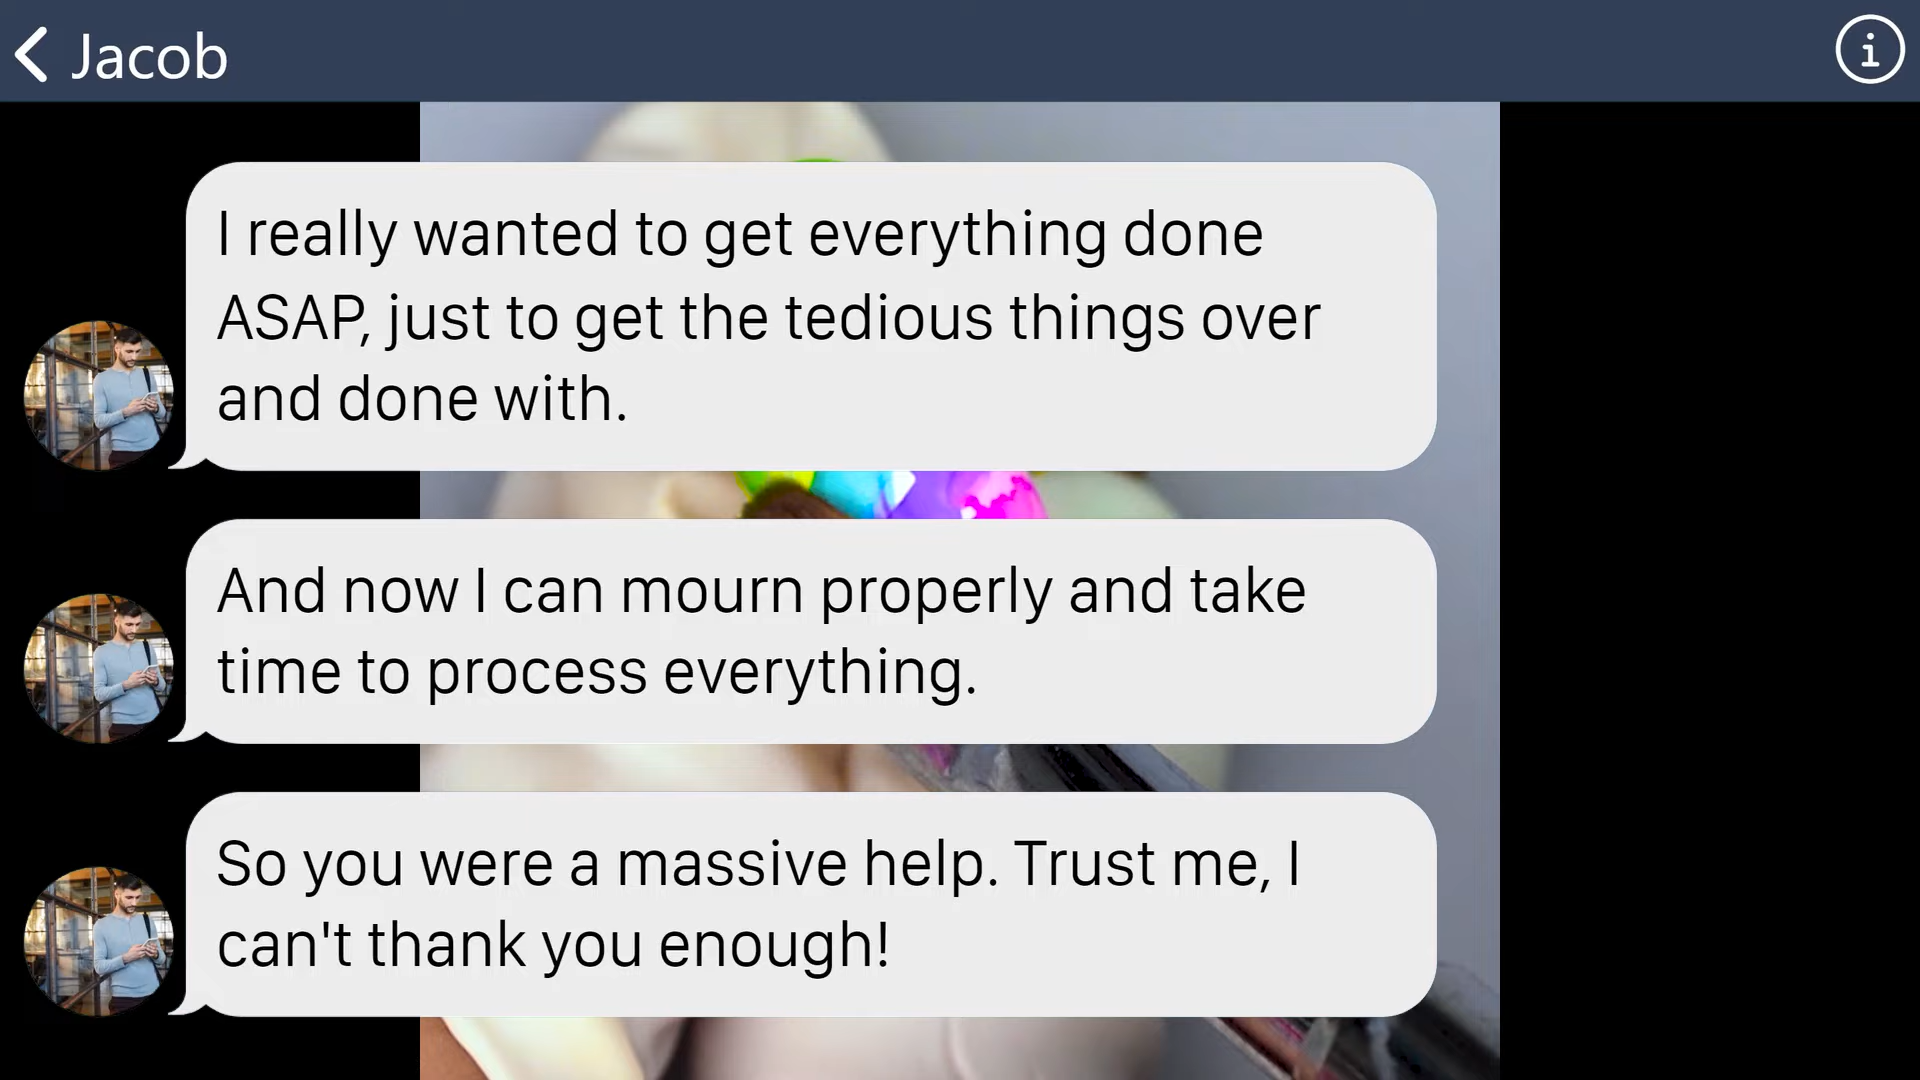 Jacob
I really wanted to get everything done
ASAP, just to get the tedious things over
and done with.
And now I can mourn properly and take
time to process everything.
So you were a massive help. Trust me, I
can't thank you enough!